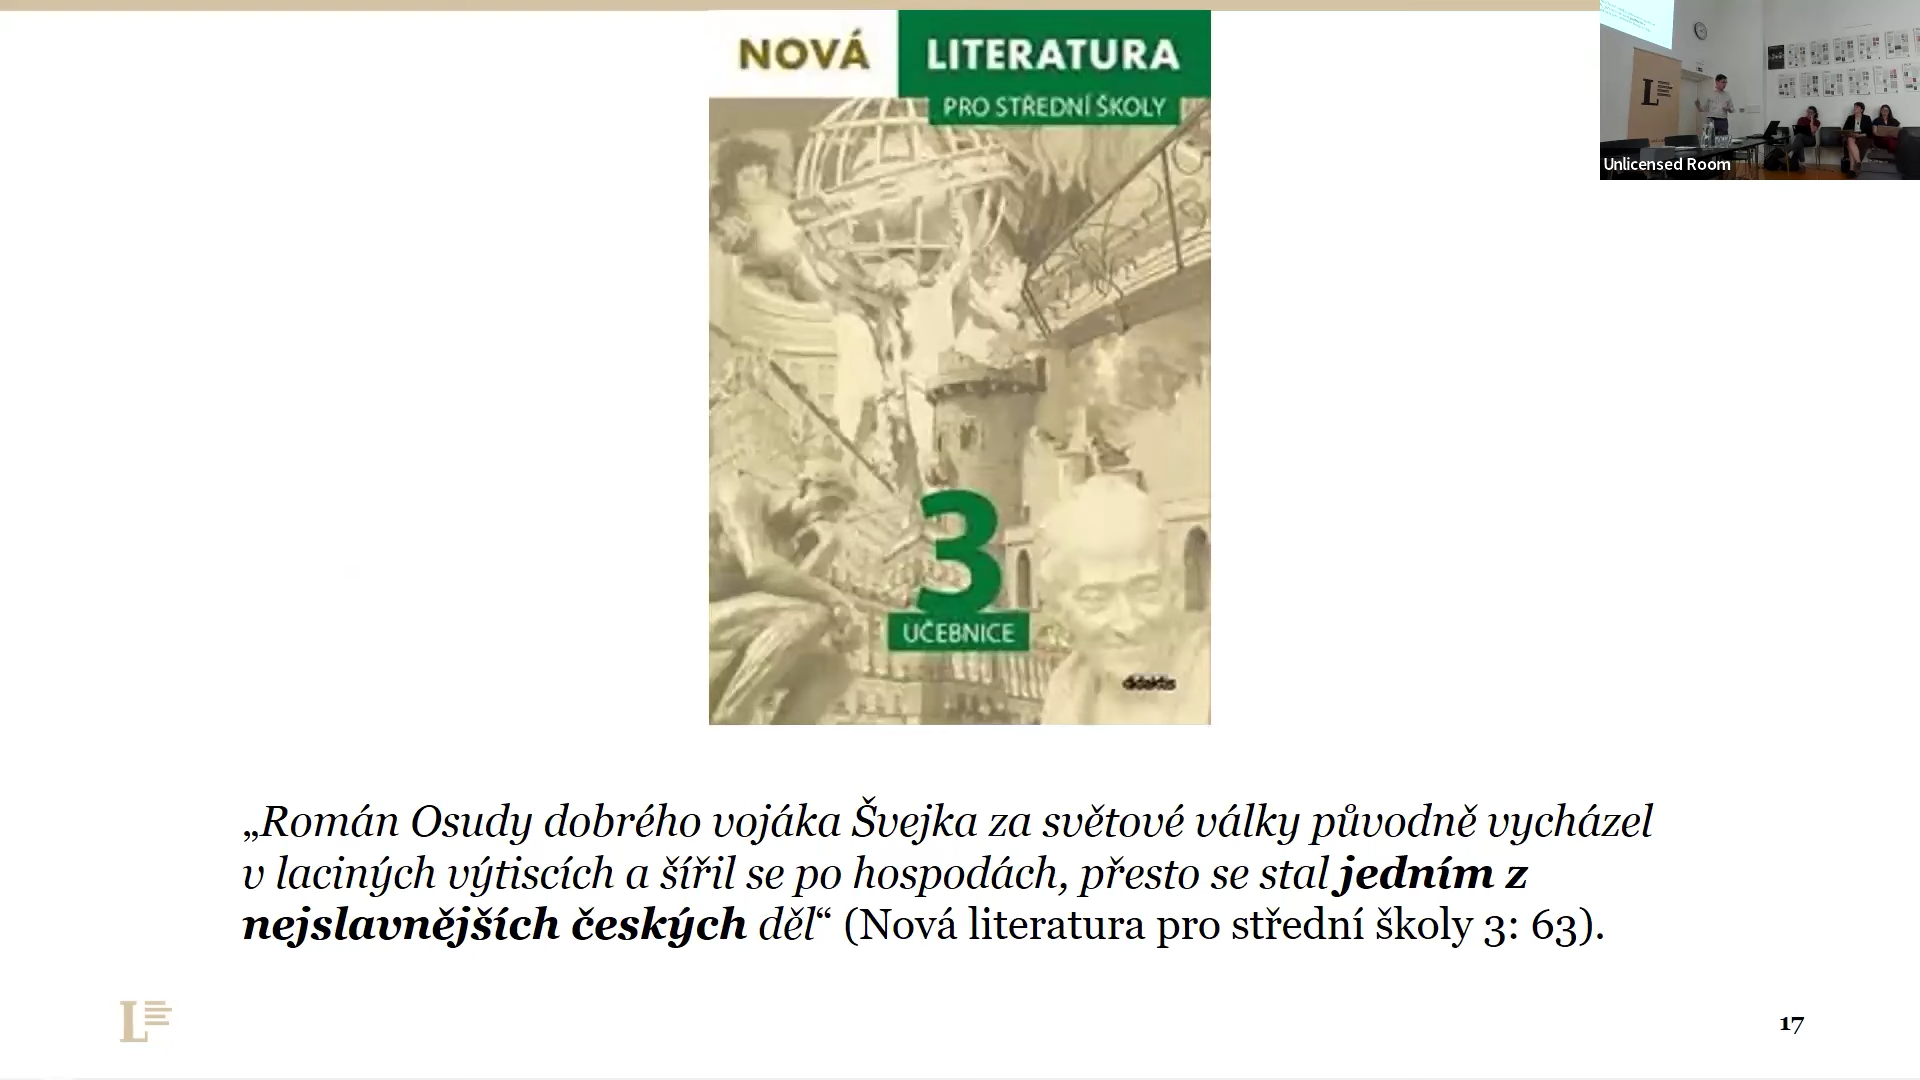 NOVÁ LITERATURA
PRO STŘEDNÍ ŠKOLY
Unlicensed Room
3
UČEBNICE
didaktis
„Román Osudy dobrého vojáka Švejka za světové války původně vycházel
v laciných výtiscích a šířil se po hospodách, přesto se stal jedním z
nejslavnějších českých děl“ (Nová literatura pro střední školy 3: 63).
L
17